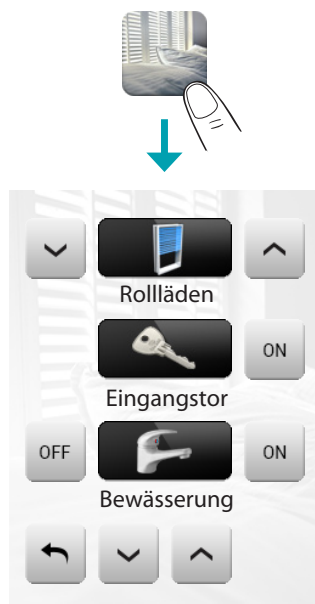 Rollläden
ON
Eingangstor
OFF
ON
Bewässerung